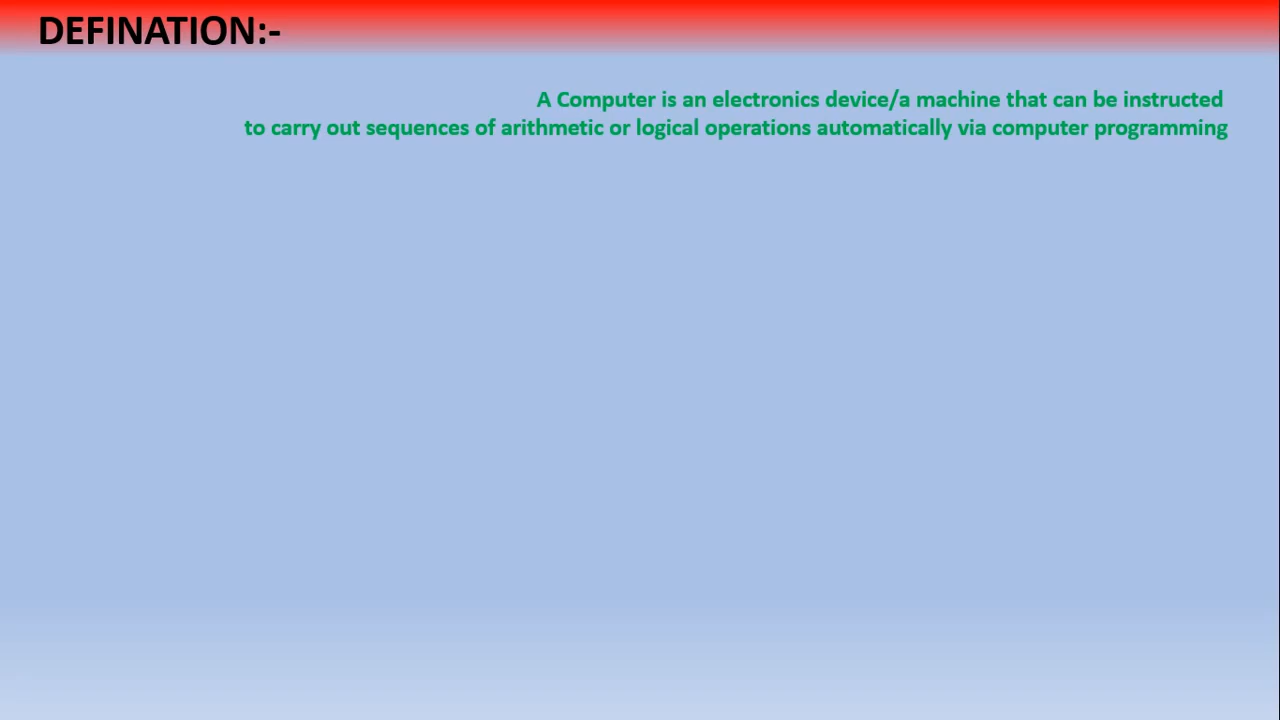 DEFINATION:-
A Computer is an electronics device/a machine that can be instructed
to carry out sequences of arithmetic or logical operations automatically via computer programming